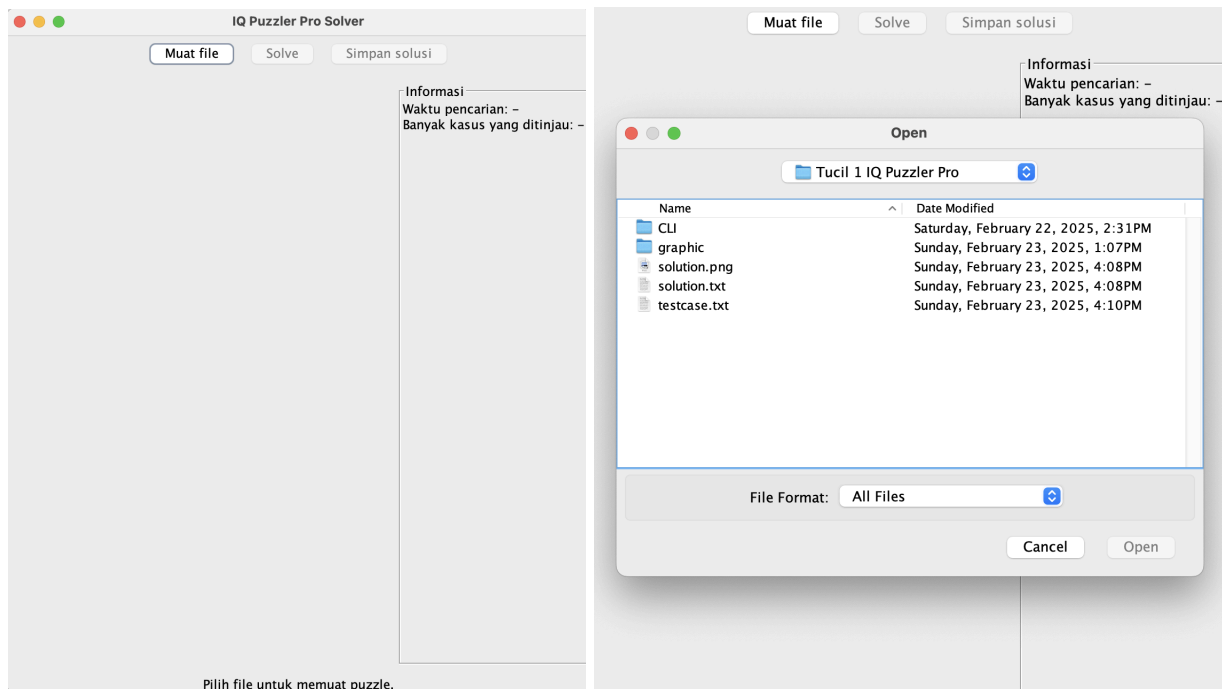 IQ Puzzler Pro Solver
Muat file Solve Simpan solusi
Informasi
Waktu pencarian: –
Banyak kasus yang ditinjau: –
Pilih file untuk memuat puzzle.
Muat file Solve Simpan solusi
Informasi
Waktu pencarian: –
Banyak kasus yang ditinjau: –
Open
Tucil 1 IQ Puzzler Pro
Name Date Modified
CLI Saturday, February 22, 2025, 2:31PM
graphic Sunday, February 23, 2025, 1:07PM
solution.png Sunday, February 23, 2025, 4:08PM
solution.txt Sunday, February 23, 2025, 4:08PM
testcase.txt Sunday, February 23, 2025, 4:10PM
File Format: All Files
Cancel Open